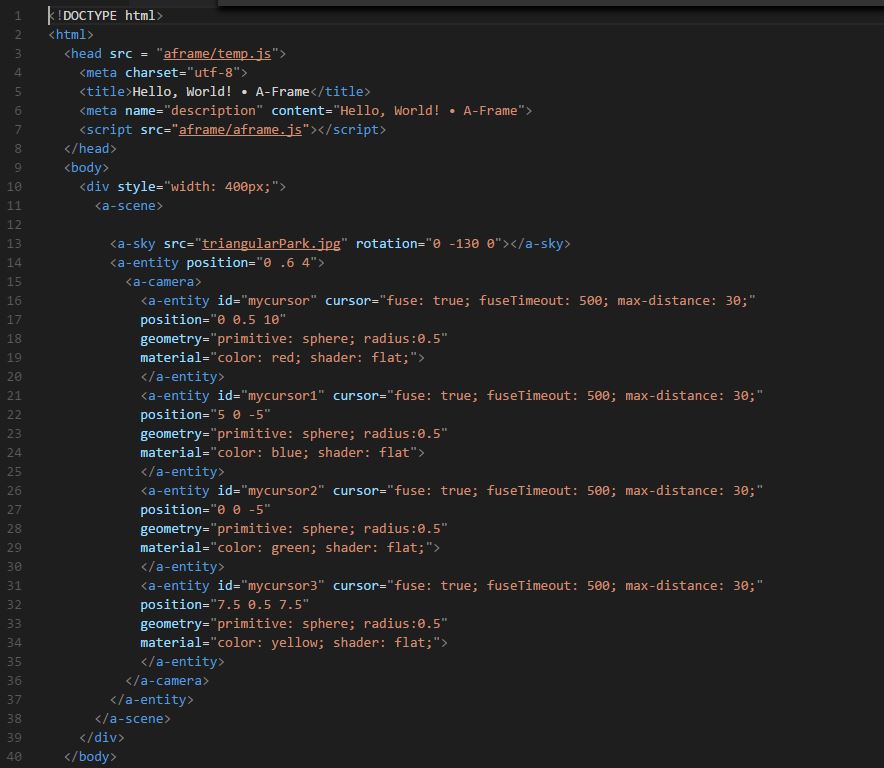 1 <!DOCTYPE html>
2 <html>
3 <head src = "aframe/temp.js">
4 <meta charset="utf-8">
5 <title>Hello, World! • A-Frame</title>
6 <meta name="description" content="Hello, World! • A-Frame">
7 <script src="aframe/aframe.js"></script>
8 </head>
9 <body>
10 <div style="width: 400px;">
11 <a-scene>
12
13 <a-sky src="triangularPark.jpg" rotation="0 -130 0"></a-sky>
14 <a-entity position="0 .6 4">
15 <a-camera>
16 <a-entity id="mycursor" cursor="fuse: true; fuseTimeout: 500; max-distance: 30;"
17 position="0 0.5 10"
18 geometry="primitive: sphere; radius:0.5"
19 material="color: red; shader: flat;">
20 </a-entity>
21 <a-entity id="mycursor1" cursor="fuse: true; fuseTimeout: 500; max-distance: 30;"
22 position="5 0 -5"
23 geometry="primitive: sphere; radius:0.5"
24 material="color: blue; shader: flat">
25 </a-entity>
26 <a-entity id="mycursor2" cursor="fuse: true; fuseTimeout: 500; max-distance: 30;"
27 position="0 0 -5"
28 geometry="primitive: sphere; radius:0.5"
29 material="color: green; shader: flat;">
30 </a-entity>
31 <a-entity id="mycursor3" cursor="fuse: true; fuseTimeout: 500; max-distance: 30;"
32 position="7.5 0.5 7.5"
33 geometry="primitive: sphere; radius:0.5"
34 material="color: yellow; shader: flat;">
35 </a-entity>
36 </a-camera>
37 </a-entity>
38 </a-scene>
39 </div>
40 </body>